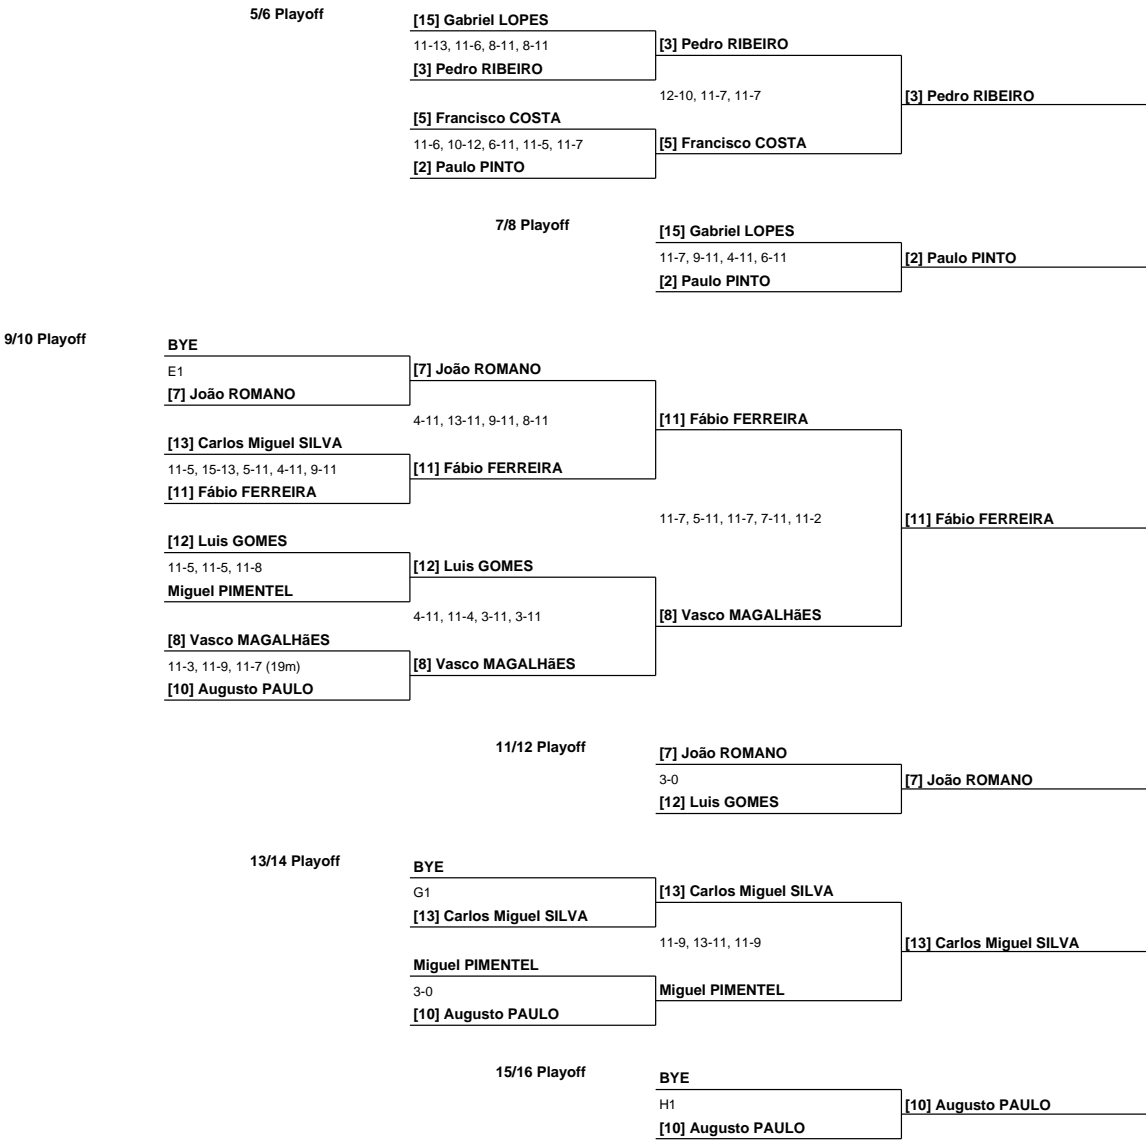 5/6 Playoff
[15] Gabriel LOPES
11-13, 11-6, 8-11, 8-11
[3] Pedro RIBEIRO
[3] Pedro RIBEIRO
12-10, 11-7, 11-7
[3] Pedro RIBEIRO
[5] Francisco COSTA
11-6, 10-12, 6-11, 11-5, 11-7
[5] Francisco COSTA
[2] Paulo PINTO
7/8 Playoff
[15] Gabriel LOPES
11-7, 9-11, 4-11, 6-11
[2] Paulo PINTO
[2] Paulo PINTO
9/10 Playoff
BYE
E1
[7] João ROMANO
[7] João ROMANO
4-11, 13-11, 9-11, 8-11
[11] Fábio FERREIRA
[13] Carlos Miguel SILVA
11-5, 15-13, 5-11, 4-11, 9-11
[11] Fábio FERREIRA
[11] Fábio FERREIRA
11-7, 5-11, 11-7, 7-11, 11-2
[11] Fábio FERREIRA
[12] Luis GOMES
11-5, 11-5, 11-8
[12] Luis GOMES
Miguel PIMENTEL
4-11, 11-4, 3-11, 3-11
[8] Vasco MAGALHãES
[8] Vasco MAGALHãES
11-3, 11-9, 11-7 (19m)
[8] Vasco MAGALHãES
[10] Augusto PAULO
11/12 Playoff
[7] João ROMANO
3-0
[7] João ROMANO
[12] Luis GOMES
13/14 Playoff
BYE
G1
[13] Carlos Miguel SILVA
[13] Carlos Miguel SILVA
11-9, 13-11, 11-9
[13] Carlos Miguel SILVA
Miguel PIMENTEL
3-0
Miguel PIMENTEL
[10] Augusto PAULO
15/16 Playoff
BYE
H1
[10] Augusto PAULO
[10] Augusto PAULO